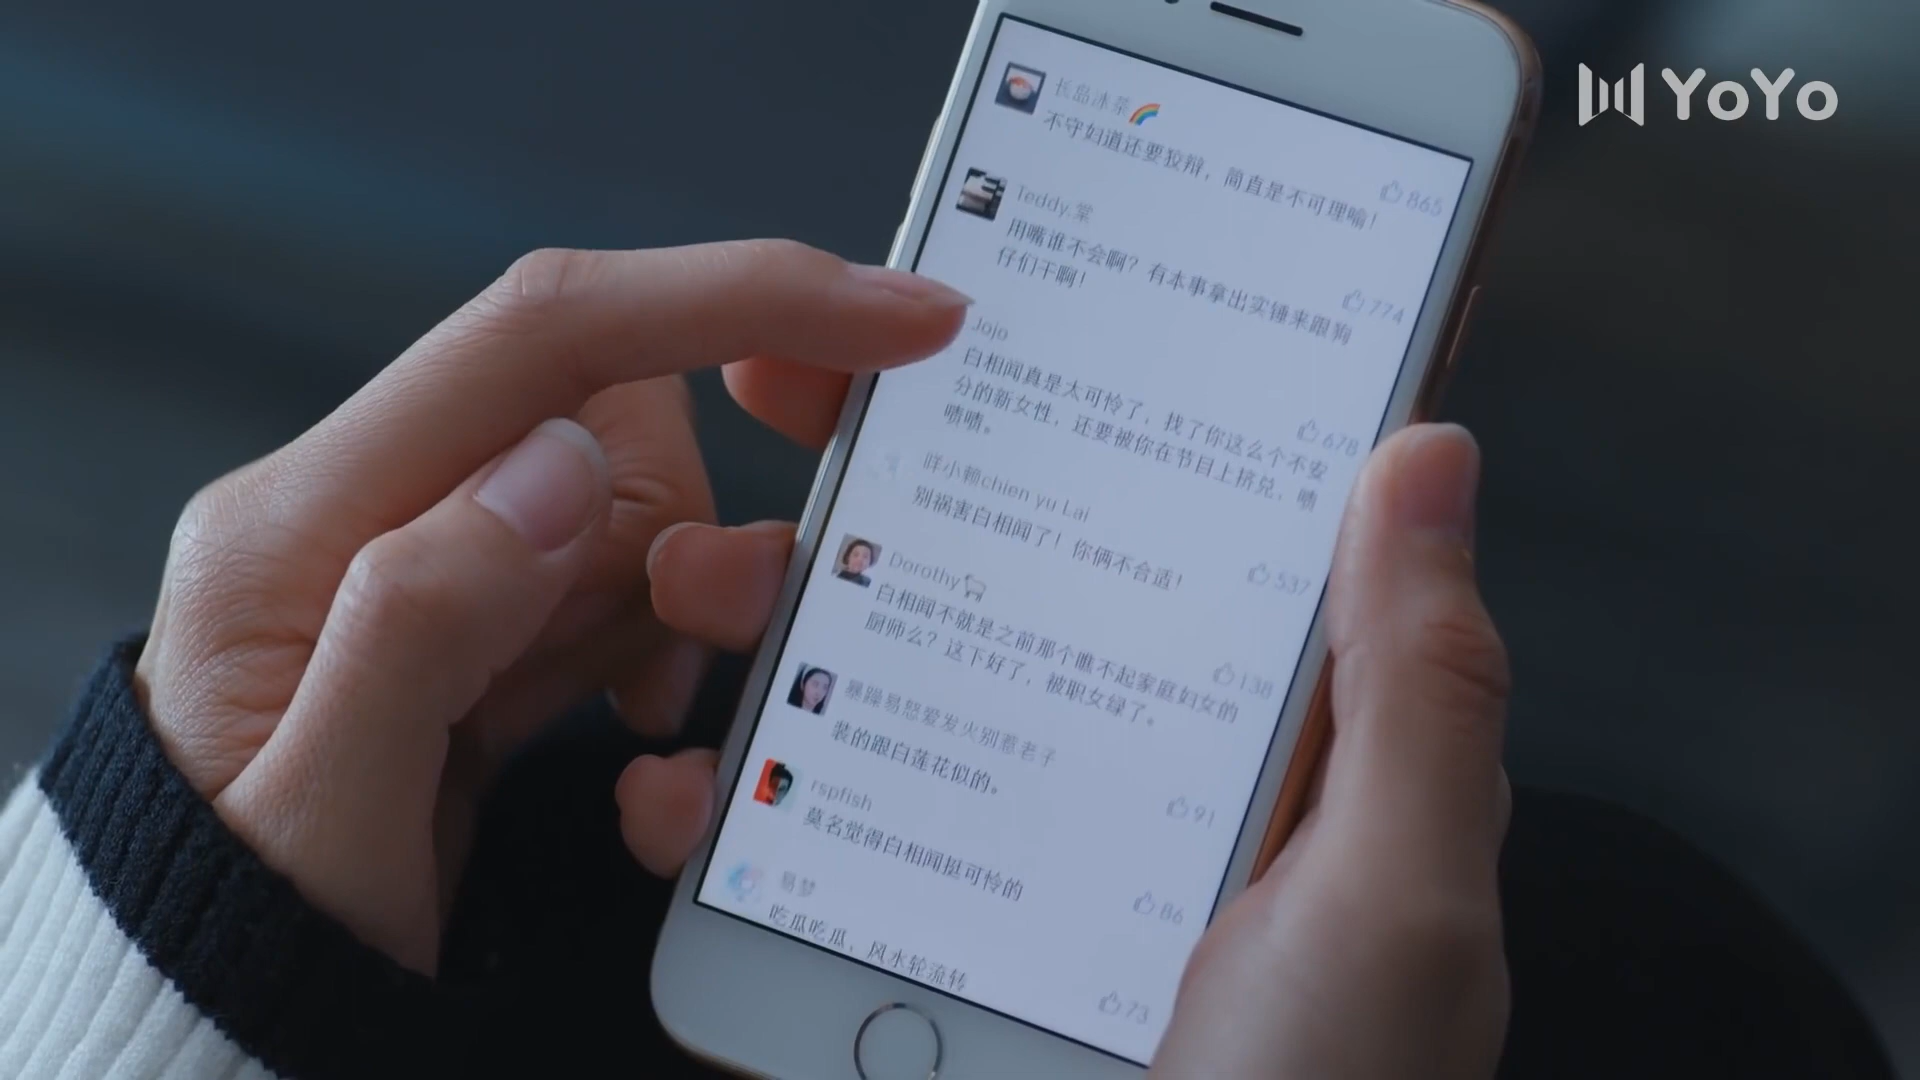 YoYo
长岛冰茶🌈
不守妇道还要狡辩，简直是不可理喻！
865
Teddy.棠
用嘴谁不会啊？有本事拿出实锤来跟狗
仔们干啊！
774
Jojo
白相闻真是太可怜了，找了你这么个不安
分的新女性，还要被你在节目上挤兑，啧
啧啧。
678
咩小赖chien yu Lai
别祸害白相闻了！你俩不合适！
537
Dorothy
白相闻不就是之前那个瞧不起家庭妇女的
厨师么？这下好了，被职女绿了。
138
暴躁易怒爱发火别惹老子
装的跟白莲花似的。
91
rspfish
莫名觉得白相闻挺可怜的
86
易梦
吃瓜吃瓜，风水轮流转
73